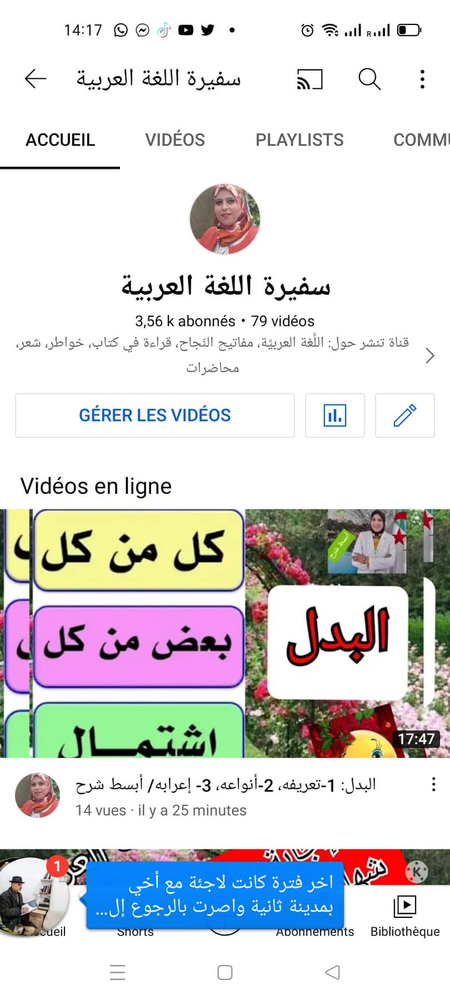 14:17
سفيرة اللغة العربية
ACCUEIL VIDÉOS PLAYLISTS COMMU
سفيرة اللغة العربية
3,56 k abonnés • 79 vidéos
قناة تنشر حول: اللُّغة العربيَّة، مفاتيح النّجاح، قراءة في كتاب، خواطر، شعر،
محاضرات
GÉRER LES VIDÉOS
Vidéos en ligne
كل من كل
أبسط شرح
بعض من كل
البدل
اشتمــال
17:47
البدل: 1-تعريفه، 2-أنواعه، 3- إعرابه/ أبسط شرح
14 vues · il y a 25 minutes
K
1
اخر فترة كانت لاجئة مع أخي
بمدينة ثانية واصرت بالرجوع إل...
Shorts Abonnements Bibliothèque